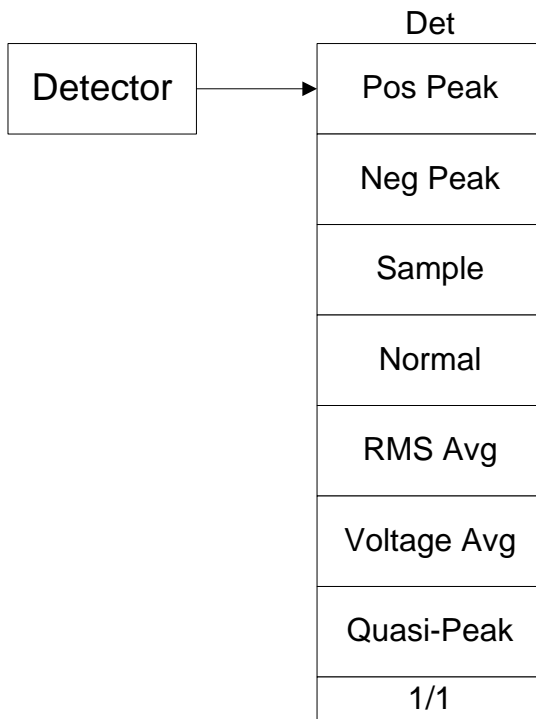 Det
Detector
Pos Peak
Neg Peak
Sample
Normal
RMS Avg
Voltage Avg
Quasi-Peak
1/1